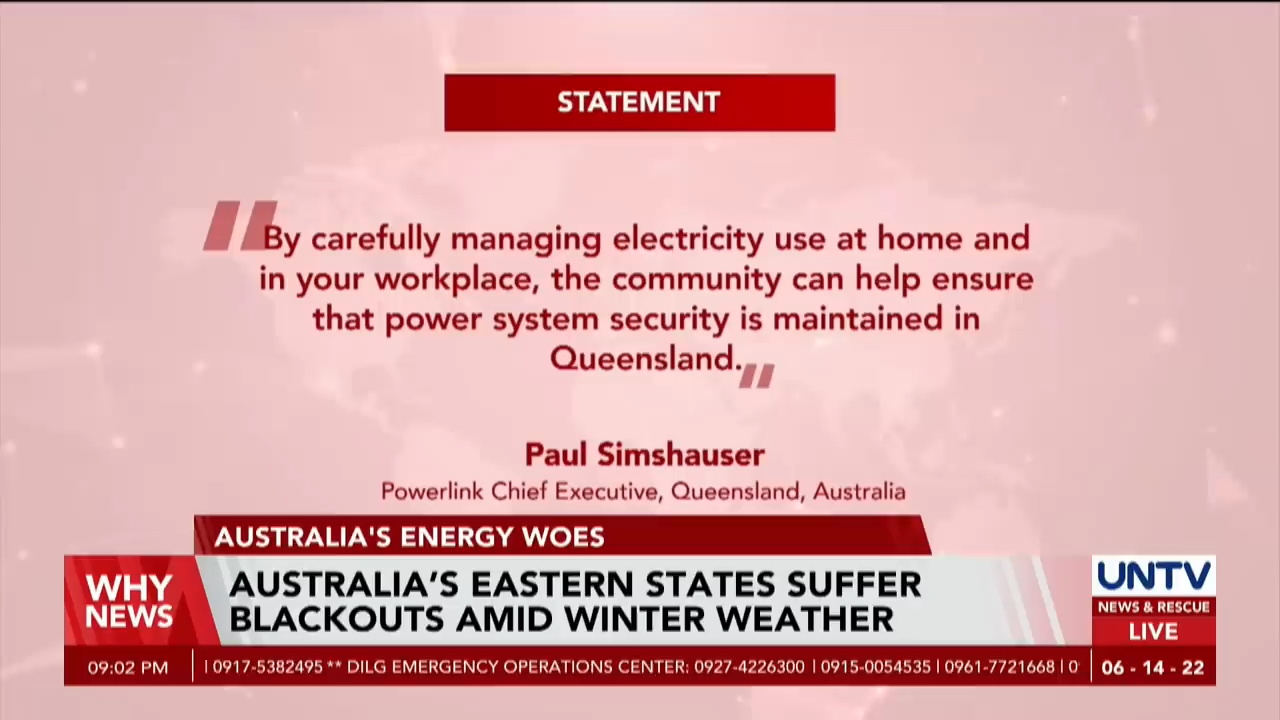 STATEMENT
"By carefully managing electricity use at home and
in your workplace, the community can help ensure
that power system security is maintained in
Queensland."
Paul Simshauser
Powerlink Chief Executive, Queensland, Australia
AUSTRALIA'S ENERGY WOES
WHY
NEWS
AUSTRALIA’S EASTERN STATES SUFFER
BLACKOUTS AMID WINTER WEATHER
UNTV
NEWS & RESCUE
LIVE
09:02 PM
| 0917-5382495 ** DILG EMERGENCY OPERATIONS CENTER: 0927-4226300 | 0915-0054535 | 0961-7721668 |
06 - 14 - 22